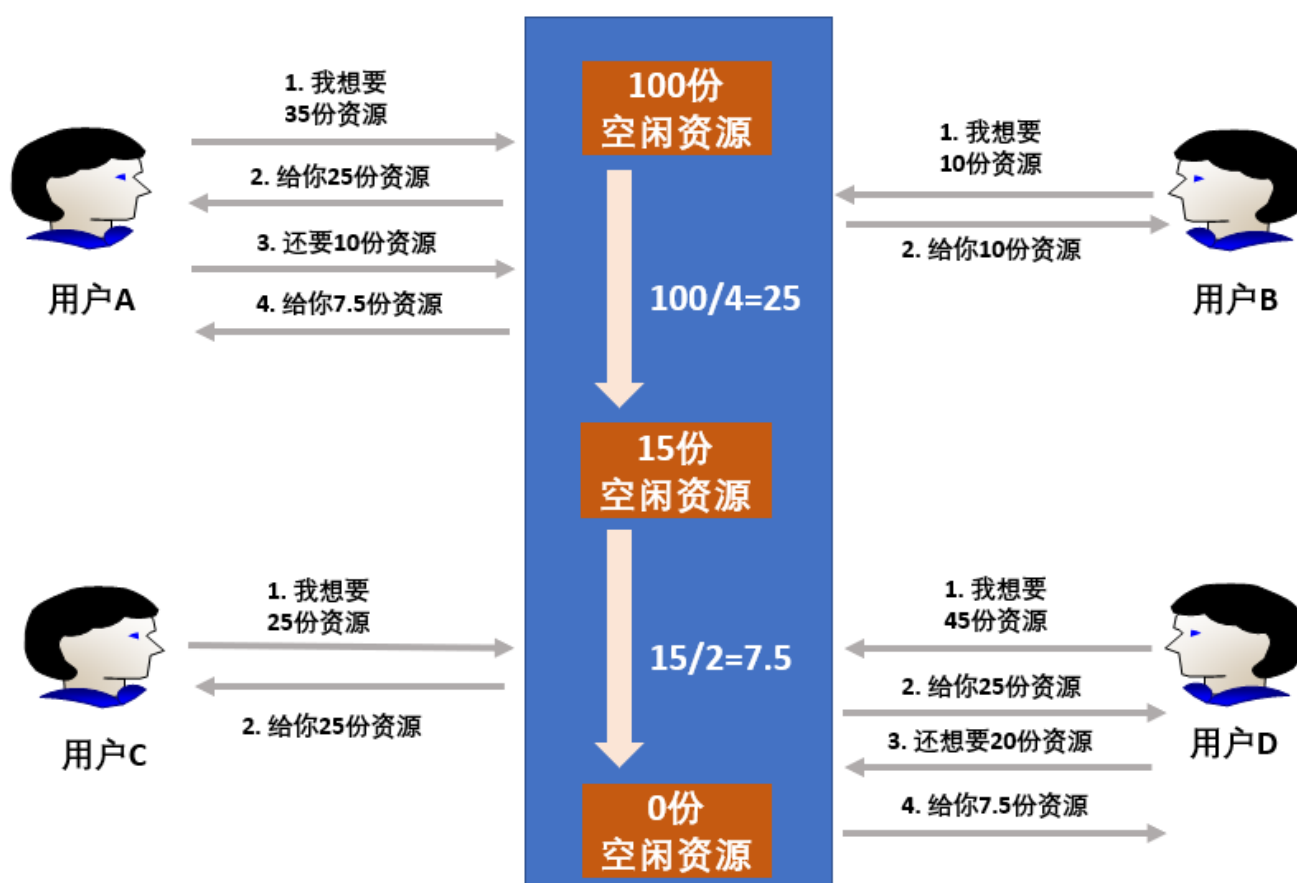 100份
空闲资源
1. 我想要
35份资源
2. 给你25份资源
3. 还要10份资源
4. 给你7.5份资源
用户A
1. 我想要
10份资源
2. 给你10份资源
用户B
100/4=25
15份
空闲资源
1. 我想要
25份资源
2. 给你25份资源
用户C
15/2=7.5
1. 我想要
45份资源
2. 给你25份资源
3. 还想要20份资源
4. 给你7.5份资源
用户D
0份
空闲资源